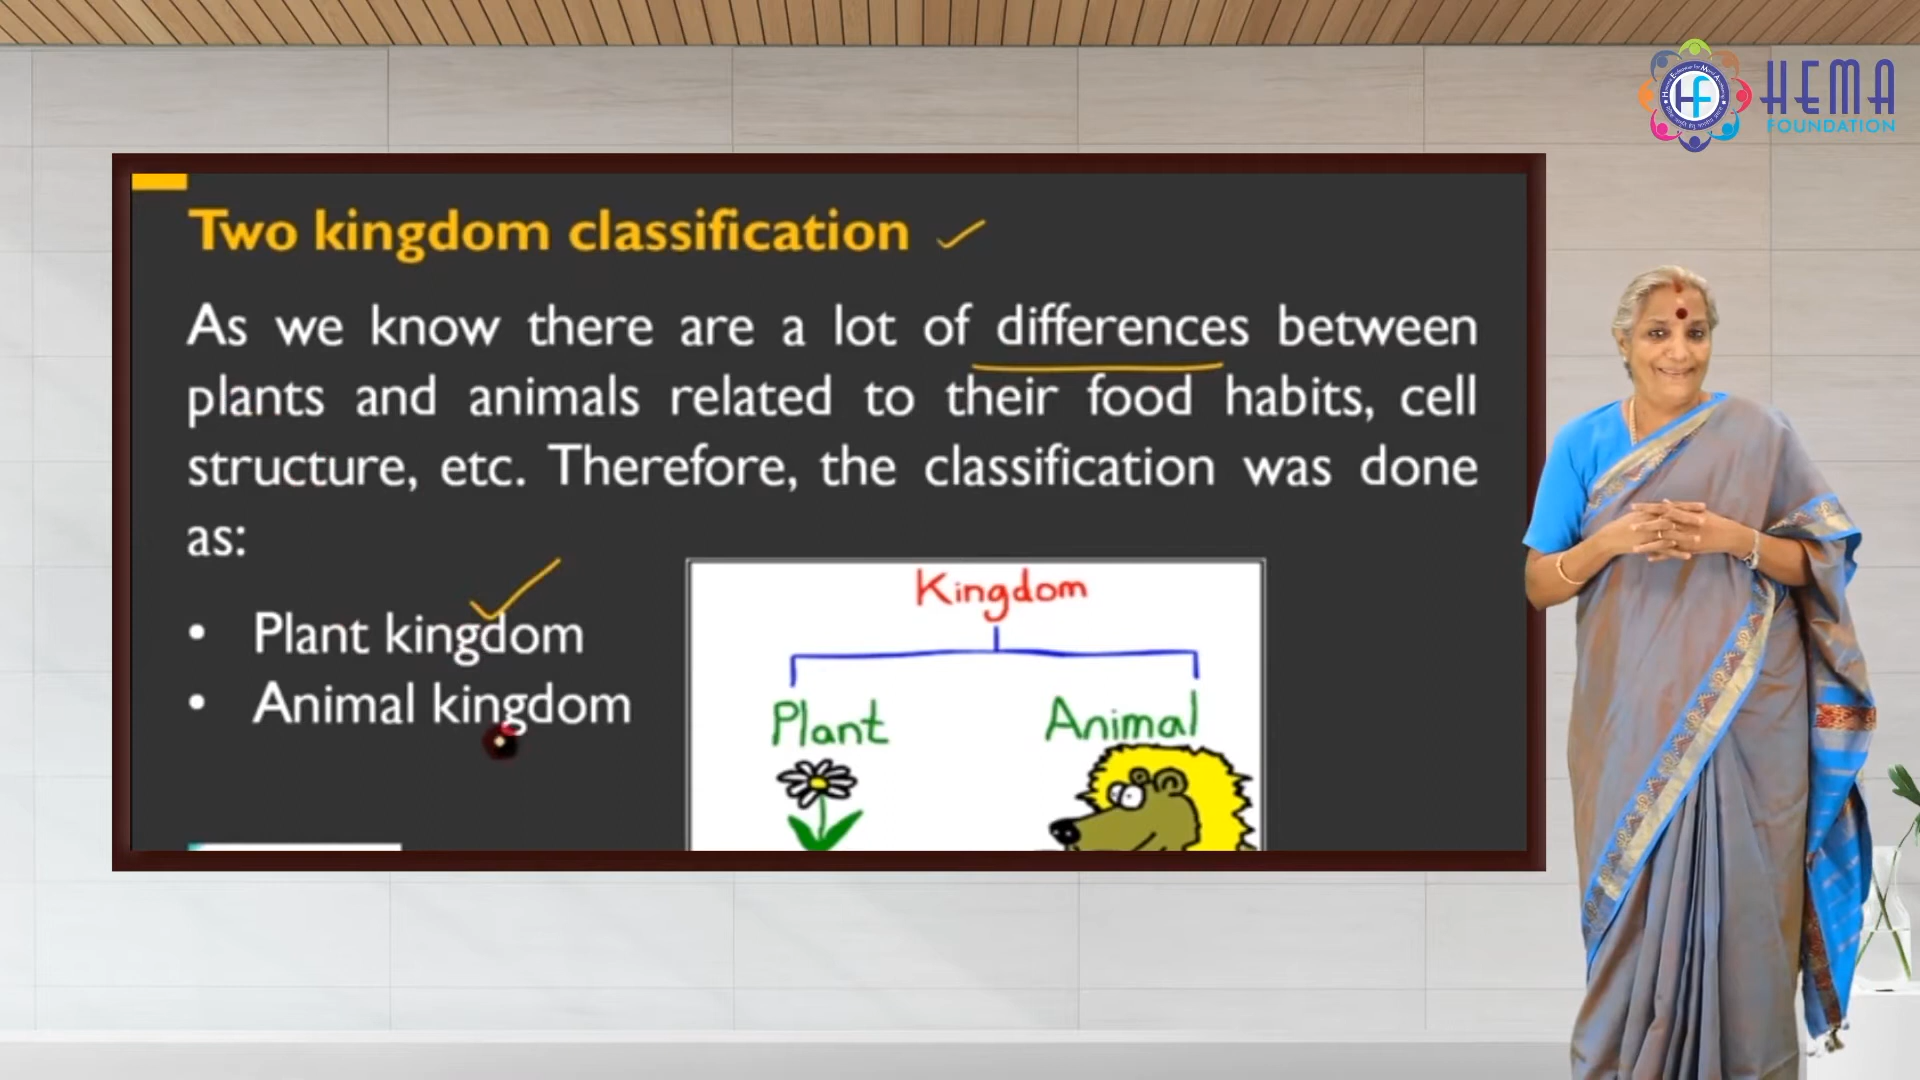 HEMA
FOUNDATION
HF
Two kingdom classification
As we know there are a lot of differences between
plants and animals related to their food habits, cell
structure, etc. Therefore, the classification was done
as:
• Plant kingdom
• Animal kingdom
Kingdom
Plant Animal